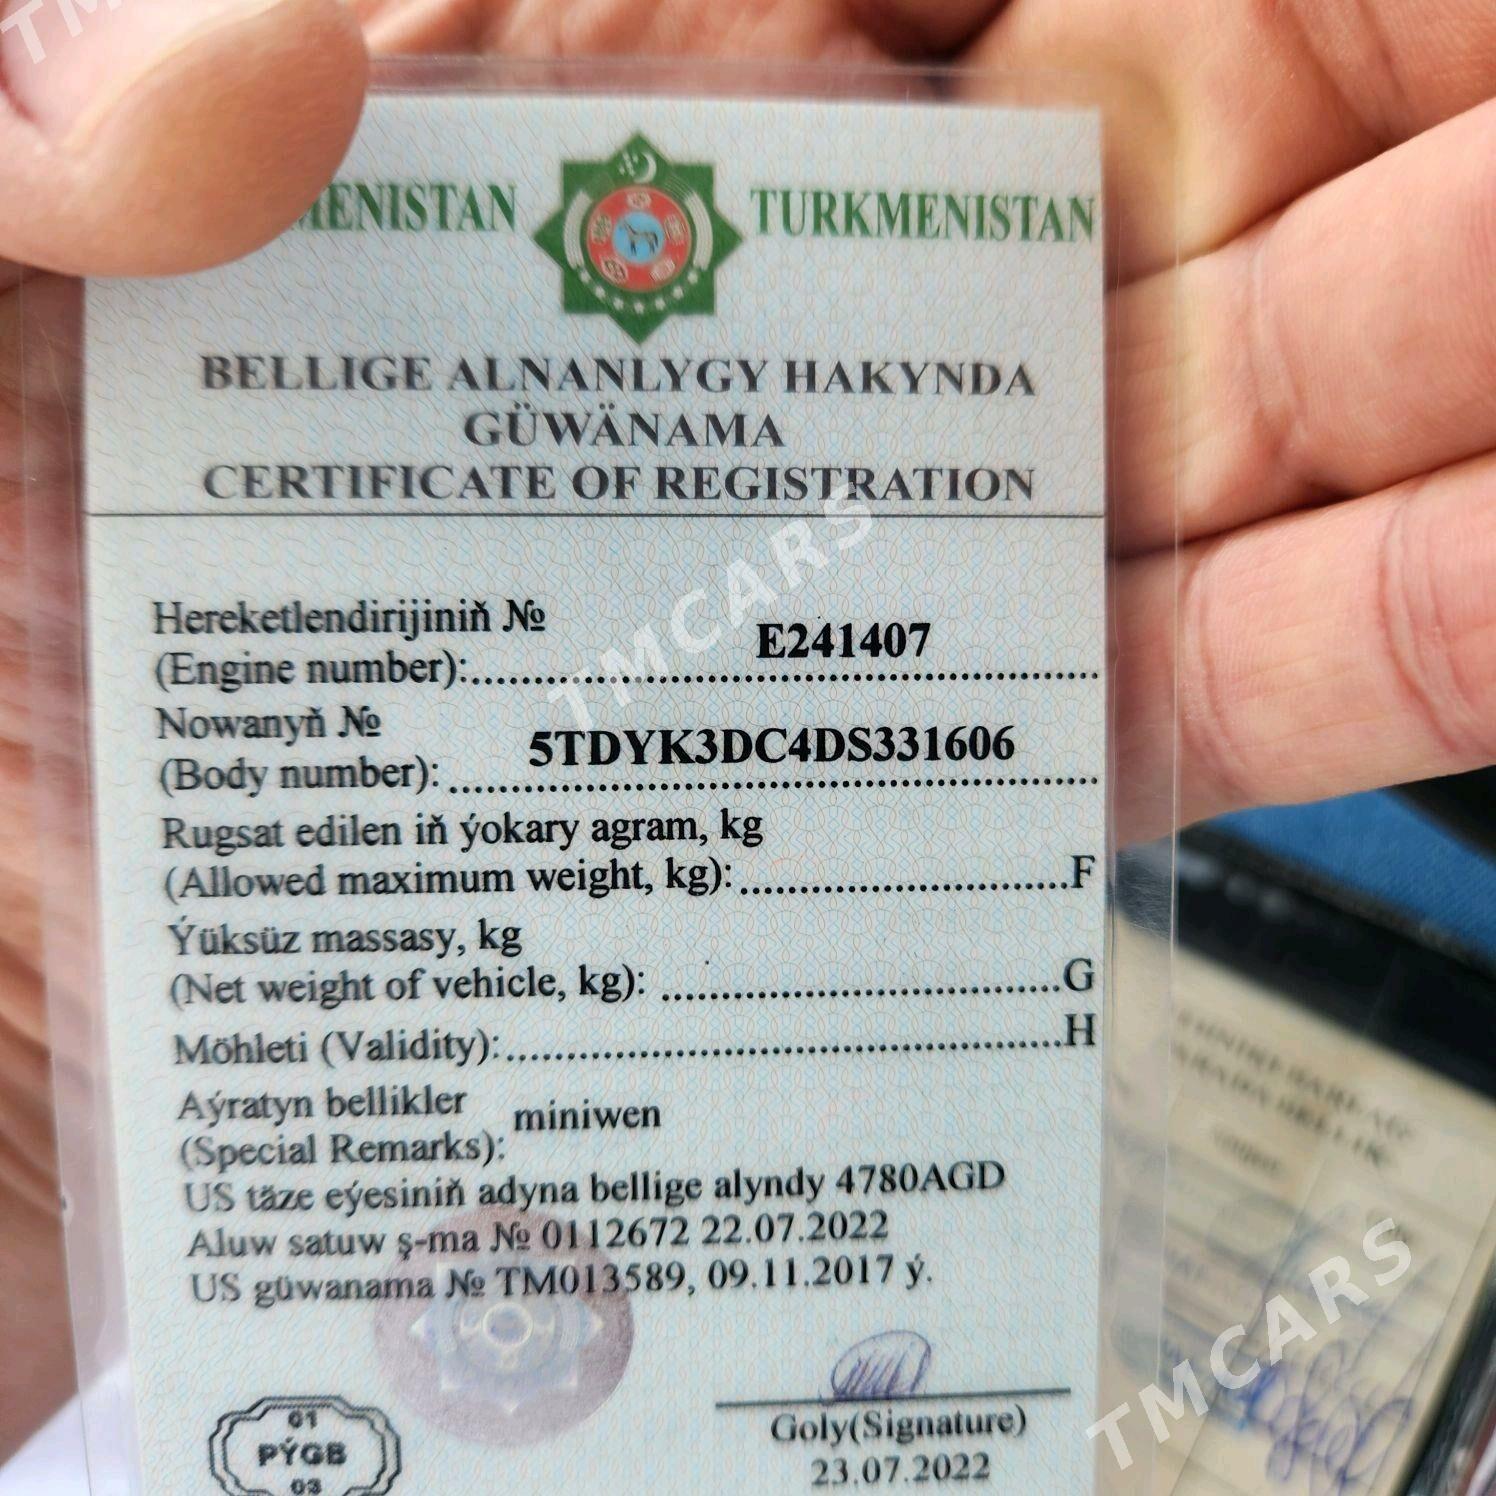 TURKMENISTAN
BELLIGE ALNANLYGY HAKYNDA
GÜWÄNAMA
CERTIFICATE OF REGISTRATION
Hereketlendirijiniň №
E241407
(Engine number):
Nowanyň №
5TDYK3DC4DS331606
(Body number):
Rugsat edilen iň ýokary agram, kg
(Allowed maximum weight, kg):..............................F
Ýüksüz massasy, kg
(Net weight of vehicle, kg): ....................................G
Möhleti (Validity):..................................................H
Aýratyn bellikler miniwen
(Special Remarks):
US täze eýesiniň adyna bellige alyndy 4780AGD
Aluw satuw ş-ma № 0112672 22.07.2022
US güwanama № TM013589, 09.11.2017 ý.
Goly(Signature)
23.07.2022
01
PÝGB
03
TMCARS
TMCARS